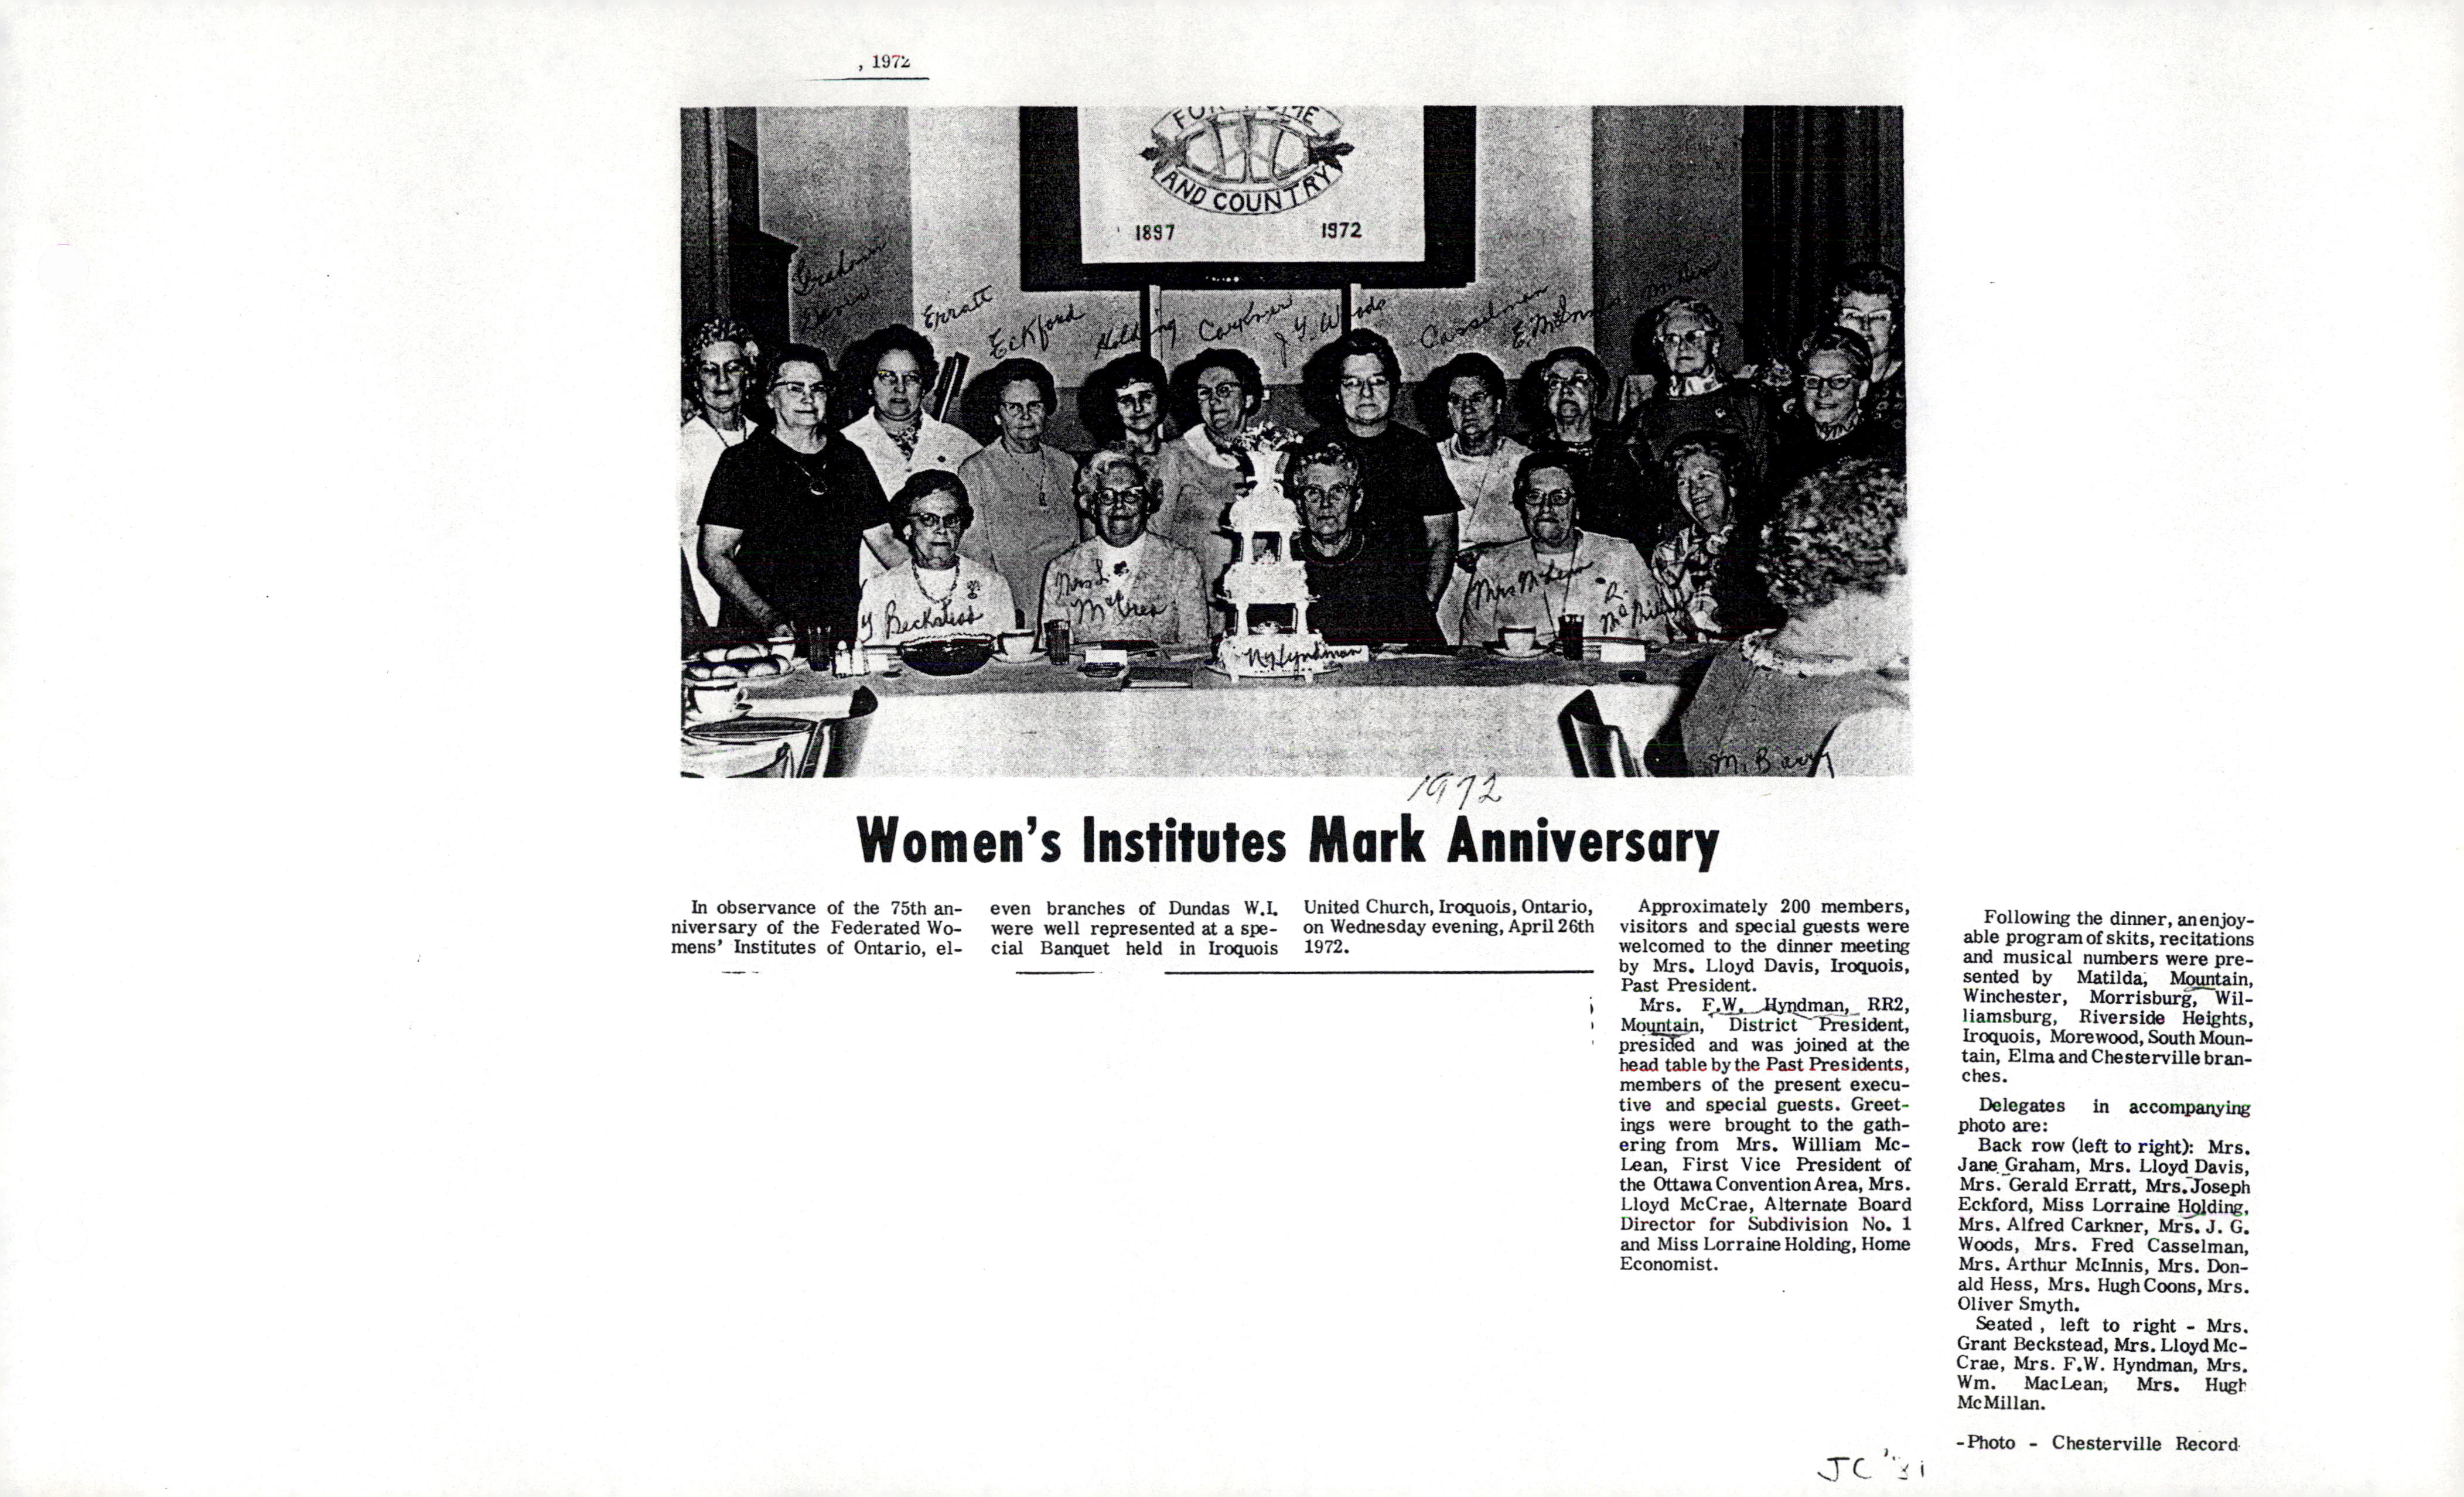 , 1972
FOR HOME
AND COUNTRY
1897 1972
Graham
Davis
Erratt
Eckford
Holding
Carkner
J G. Woods
Casselman
E. McInnis
G Beckstead
Mrs L.
McCrea
N Hyndman
Mrs McLean
McMillan
M. Barry
1972
Women's Institutes Mark Anniversary
In observance of the 75th an-
niversary of the Federated Wo-
mens' Institutes of Ontario, el-
even branches of Dundas W.I.
were well represented at a spe-
cial Banquet held in Iroquois
United Church, Iroquois, Ontario,
on Wednesday evening, April 26th
1972.
Approximately 200 members,
visitors and special guests were
welcomed to the dinner meeting
by Mrs. Lloyd Davis, Iroquois,
Past President.
Mrs. F.W. Hyndman, RR2,
Mountain, District President,
presided and was joined at the
head table by the Past Presidents,
members of the present execu-
tive and special guests. Greet-
ings were brought to the gath-
ering from Mrs. William Mc-
Lean, First Vice President of
the Ottawa Convention Area, Mrs.
Lloyd McCrae, Alternate Board
Director for Subdivision No. 1
and Miss Lorraine Holding, Home
Economist.
Following the dinner, an enjoy-
able program of skits, recitations
and musical numbers were pre-
sented by Matilda, Mountain,
Winchester, Morrisburg, Wil-
liamsburg, Riverside Heights,
Iroquois, Morewood, South Moun-
tain, Elma and Chesterville bran-
ches.
Delegates in accompanying
photo are:
Back row (left to right): Mrs.
Jane Graham, Mrs. Lloyd Davis,
Mrs. Gerald Erratt, Mrs. Joseph
Eckford, Miss Lorraine Holding,
Mrs. Alfred Carkner, Mrs. J. G.
Woods, Mrs. Fred Casselman,
Mrs. Arthur McInnis, Mrs. Don-
ald Hess, Mrs. Hugh Coons, Mrs.
Oliver Smyth.
Seated , left to right - Mrs.
Grant Beckstead, Mrs. Lloyd Mc-
Crae, Mrs. F.W. Hyndman, Mrs.
Wm. MacLean, Mrs. Hugh
McMillan.
-Photo - Chesterville Record
JC